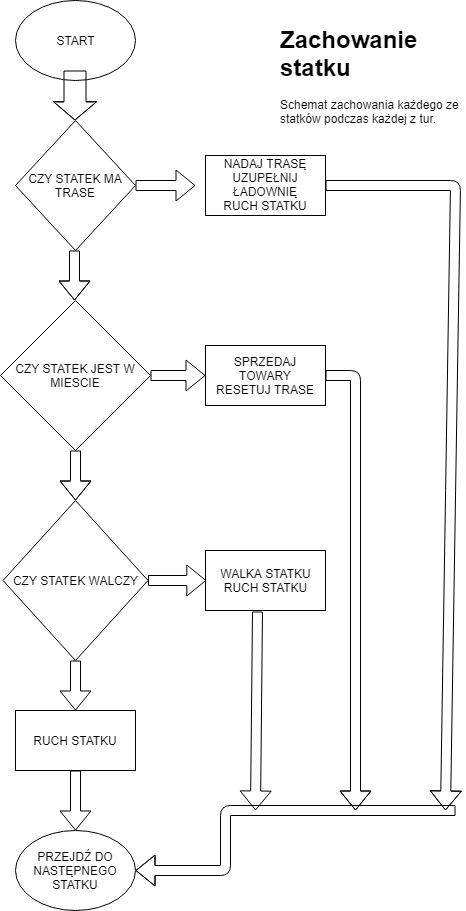 START
Zachowanie
statku
Schemat zachowania każdego ze
statków podczas każdej z tur.
CZY STATEK MA
TRASE
NADAJ TRASĘ
UZUPEŁNIJ
ŁADOWNIĘ
RUCH STATKU
CZY STATEK JEST W
MIESCIE
SPRZEDAJ
TOWARY
RESETUJ TRASE
CZY STATEK WALCZY
WALKA STATKU
RUCH STATKU
RUCH STATKU
PRZEJDŹ DO
NASTĘPNEGO
STATKU